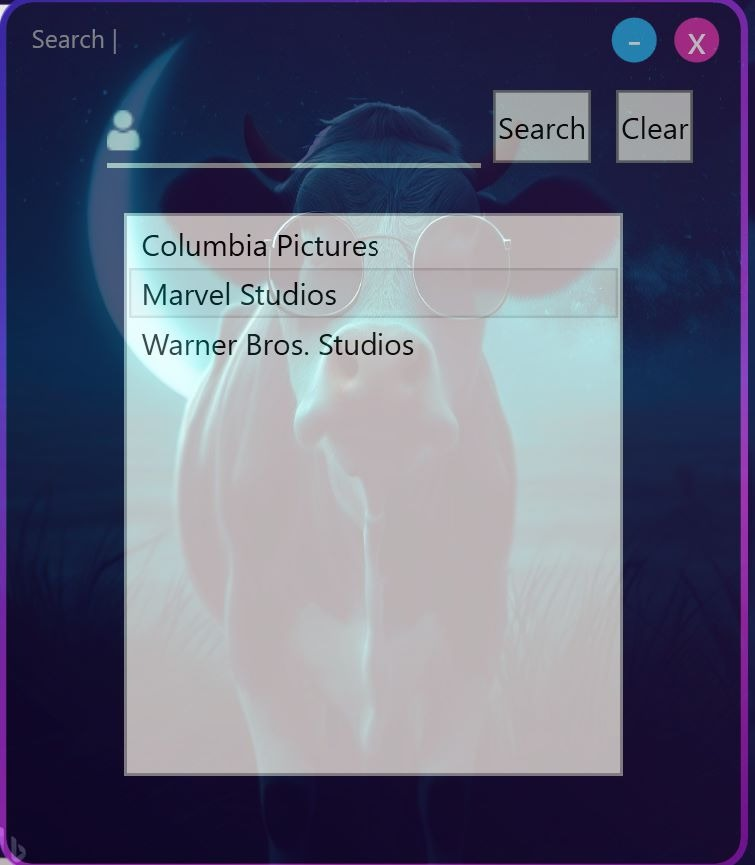 Search |
-
X
Search
Clear
Columbia Pictures
Marvel Studios
Warner Bros. Studios